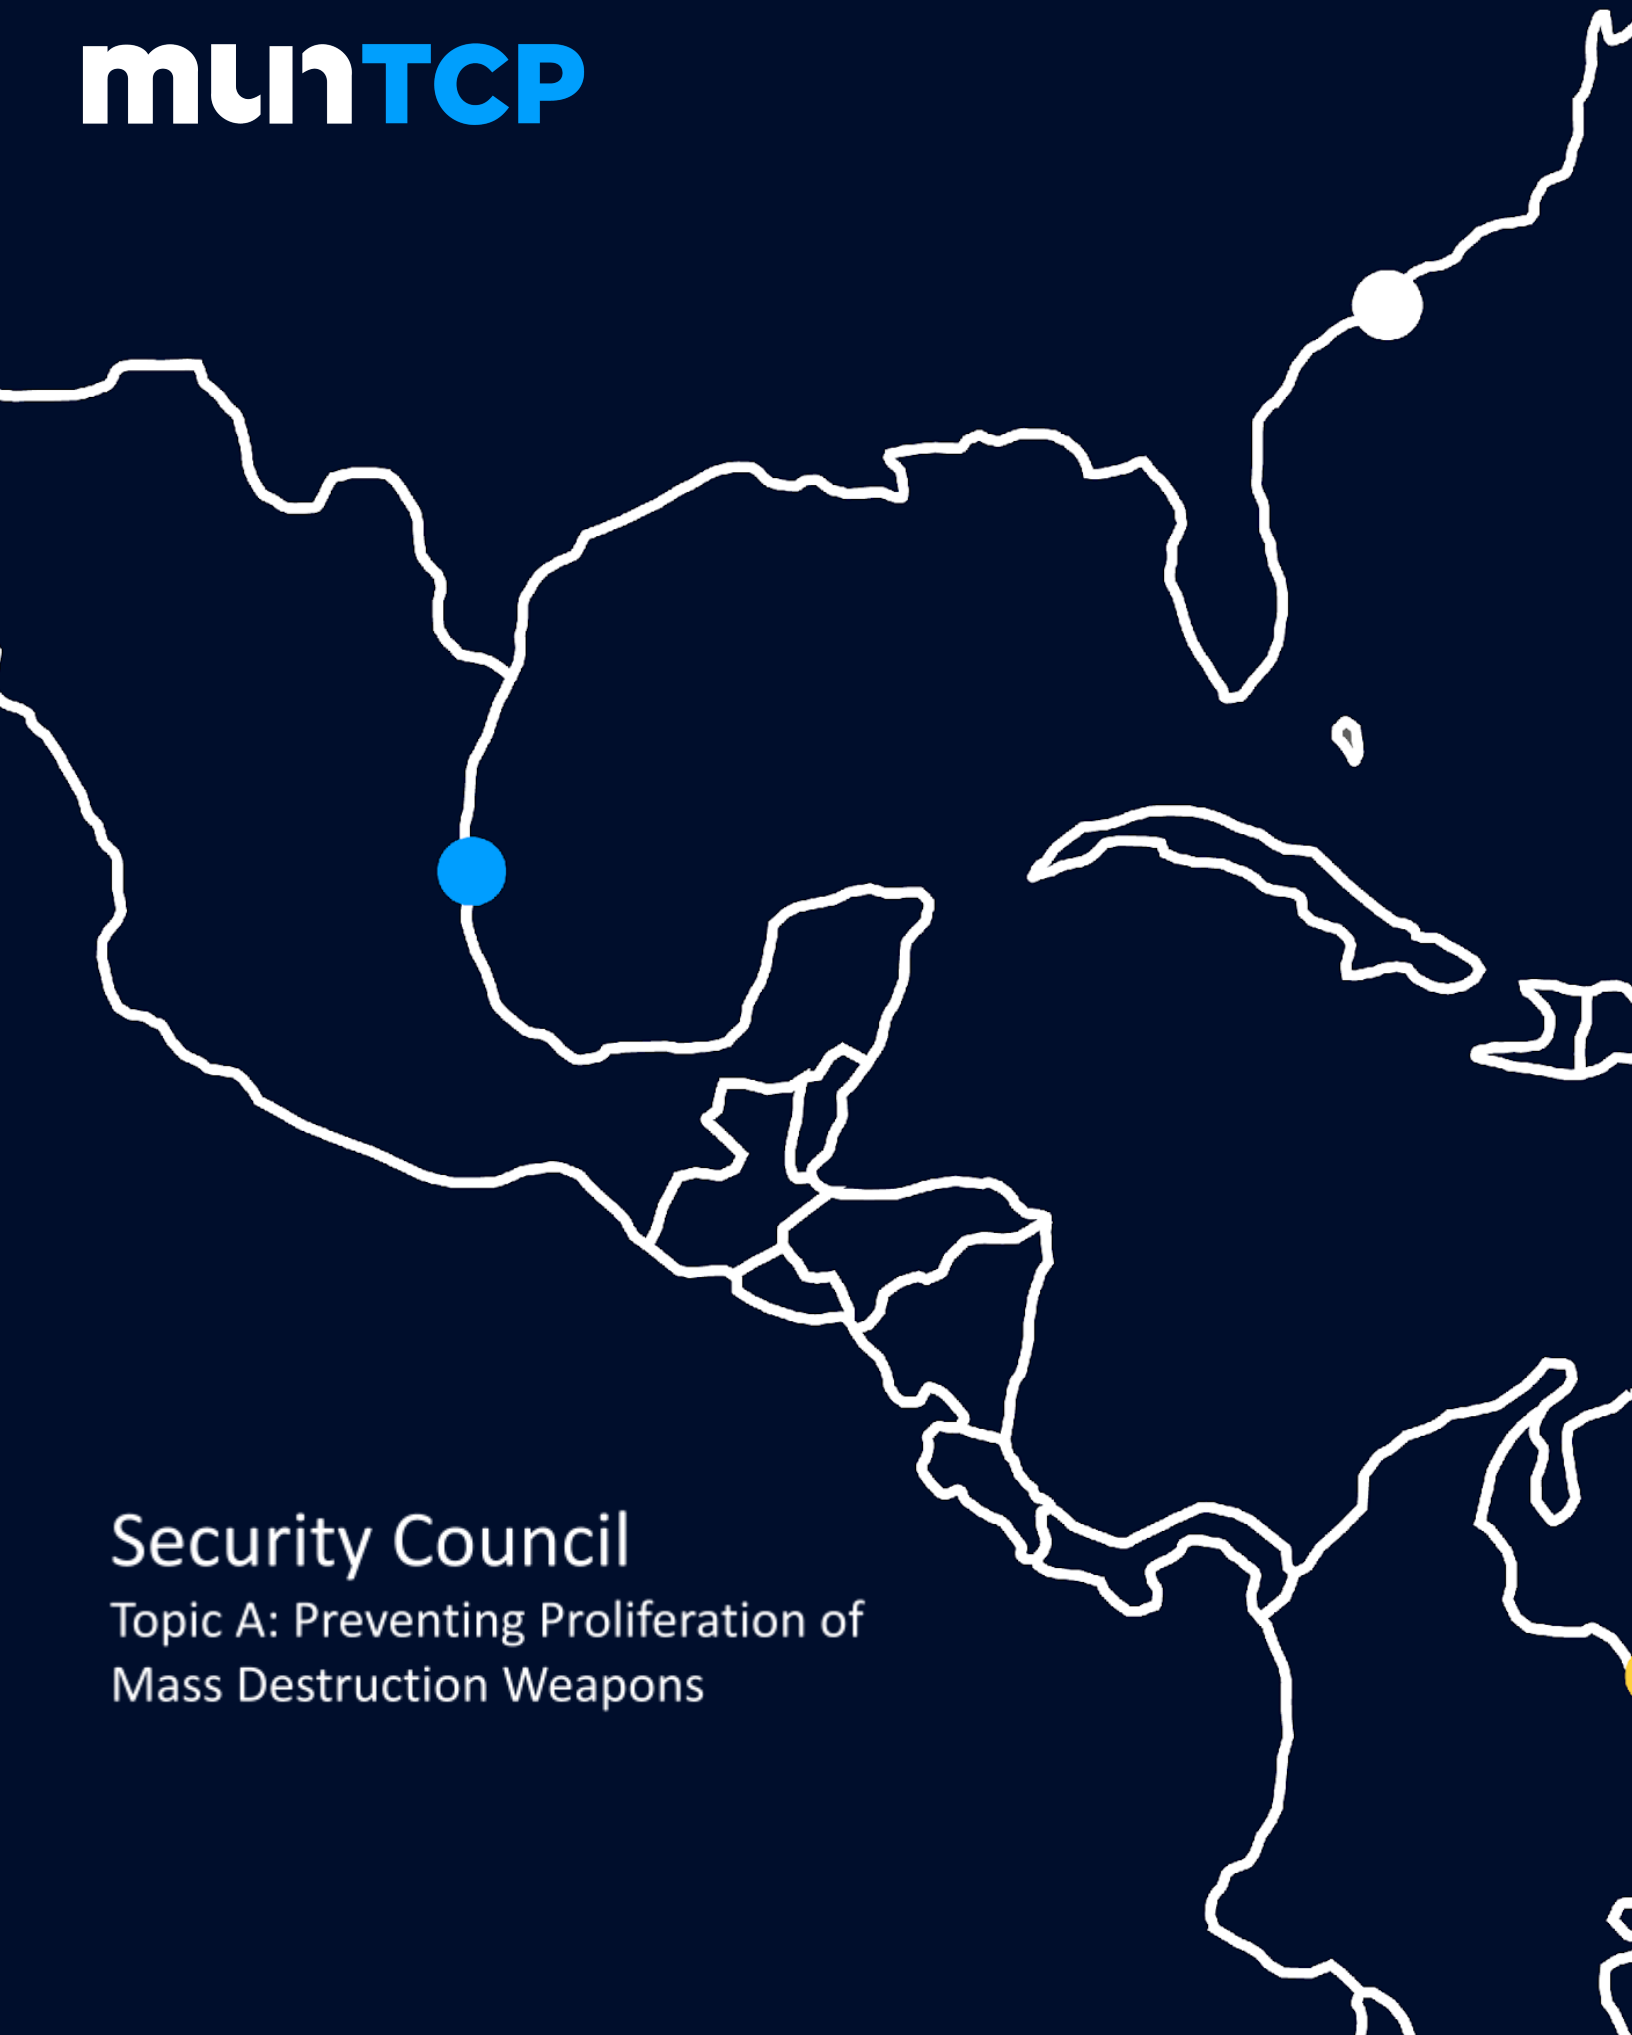 munTCP
Security Council
Topic A: Preventing Proliferation of
Mass Destruction Weapons